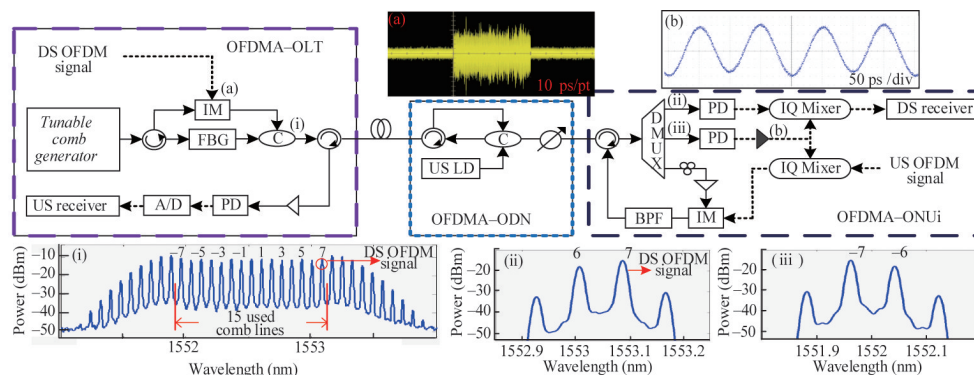 OFDMA–OLT
DS OFDM
signal
(a)
IM
Tunable
comb
generator
FBG
C
(i)
US receiver
A/D
PD
(a)
10 ps/pt
C
US LD
OFDMA–ODN
(b)
50 ps /div
DMUX
(ii)
PD
IQ Mixer
DS receiver
(iii)
PD
(b)
IQ Mixer
US OFDM
signal
BPF
IM
OFDMA–ONUi
(i)
–7 –5 –3 –1 1 3 5 7
DS OFDM
signal
15 used
comb lines
Power (dBm)
–10
–20
–30
–40
50
1552
1553
Wavelength (nm)
(ii)
6
7
DS OFDM
signal
Power (dBm)
–20
–30
–40
–50
1552.9
1553
1553.1
1553.2
Wavelength (nm)
(iii )
–7
–6
Power (dBm)
–20
–30
–40
–50
1551.9
1552
1552.1
Wavelength (nm)